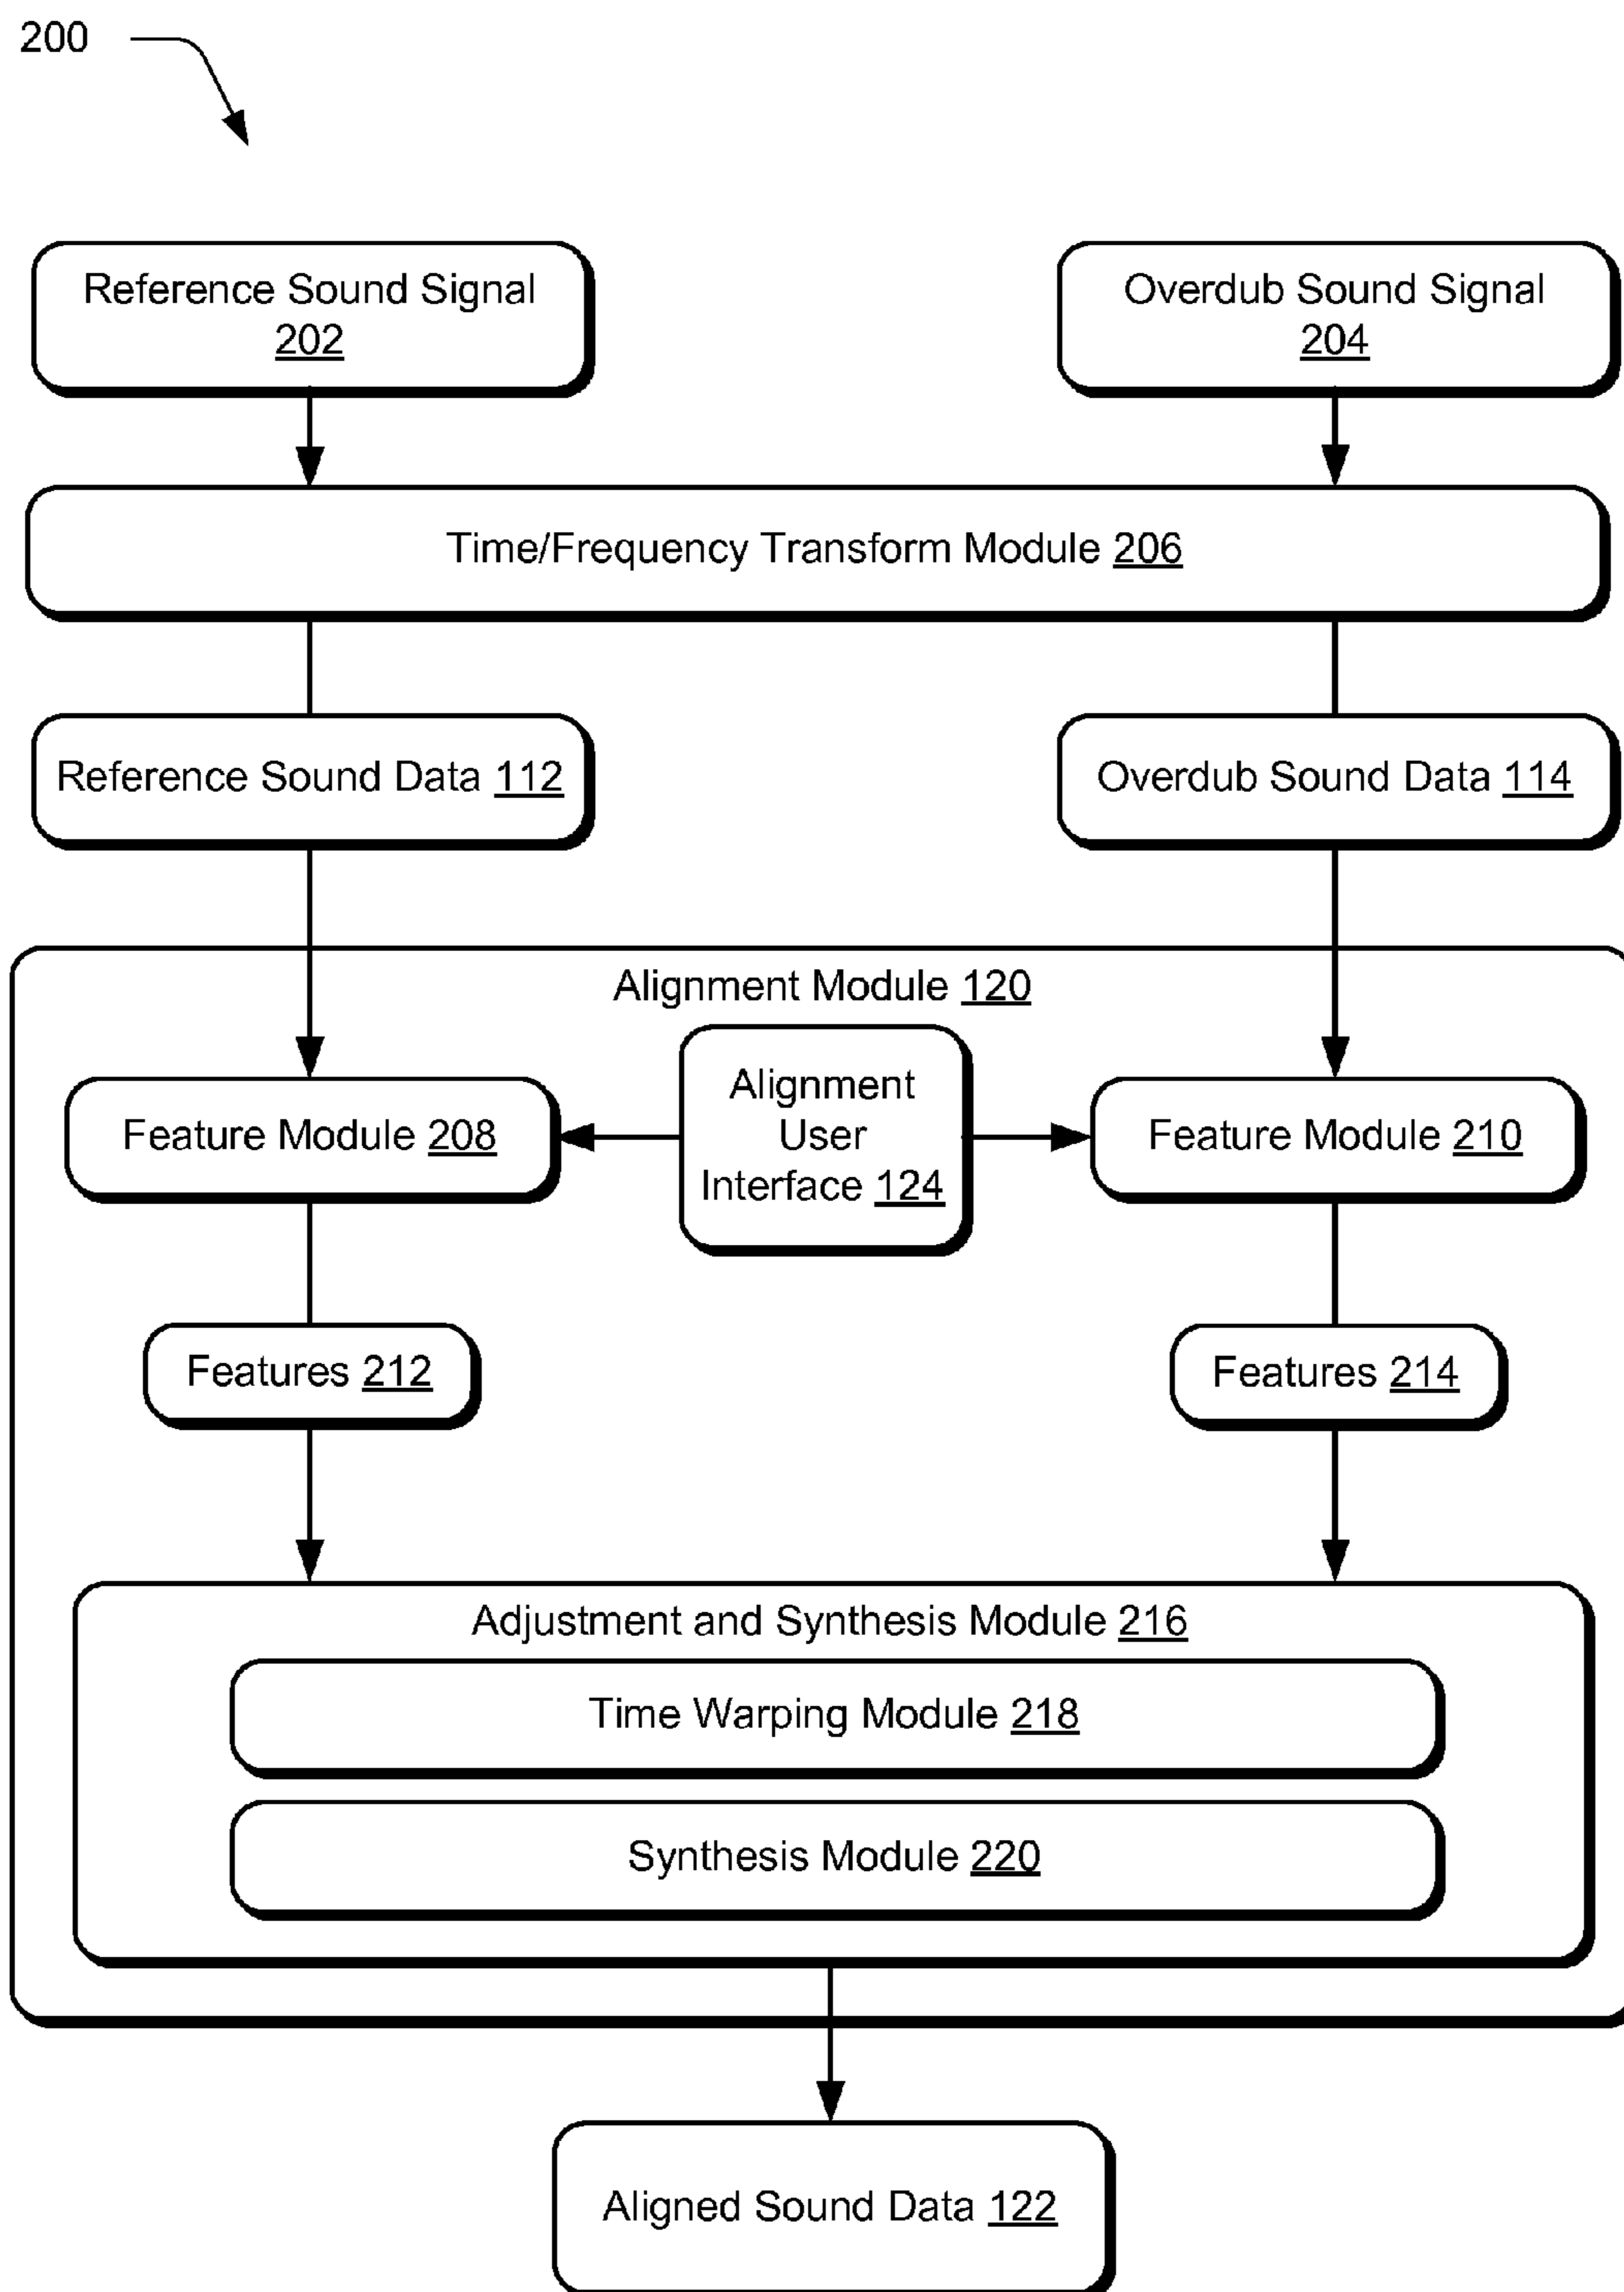 200
Reference Sound Signal
202
Overdub Sound Signal
204
Time/Frequency Transform Module 206
Reference Sound Data 112
Overdub Sound Data 114
Alignment Module 120
Feature Module 208
Alignment
User
Interface 124
Feature Module 210
Features 212
Features 214
Adjustment and Synthesis Module 216
Time Warping Module 218
Synthesis Module 220
Aligned Sound Data 122